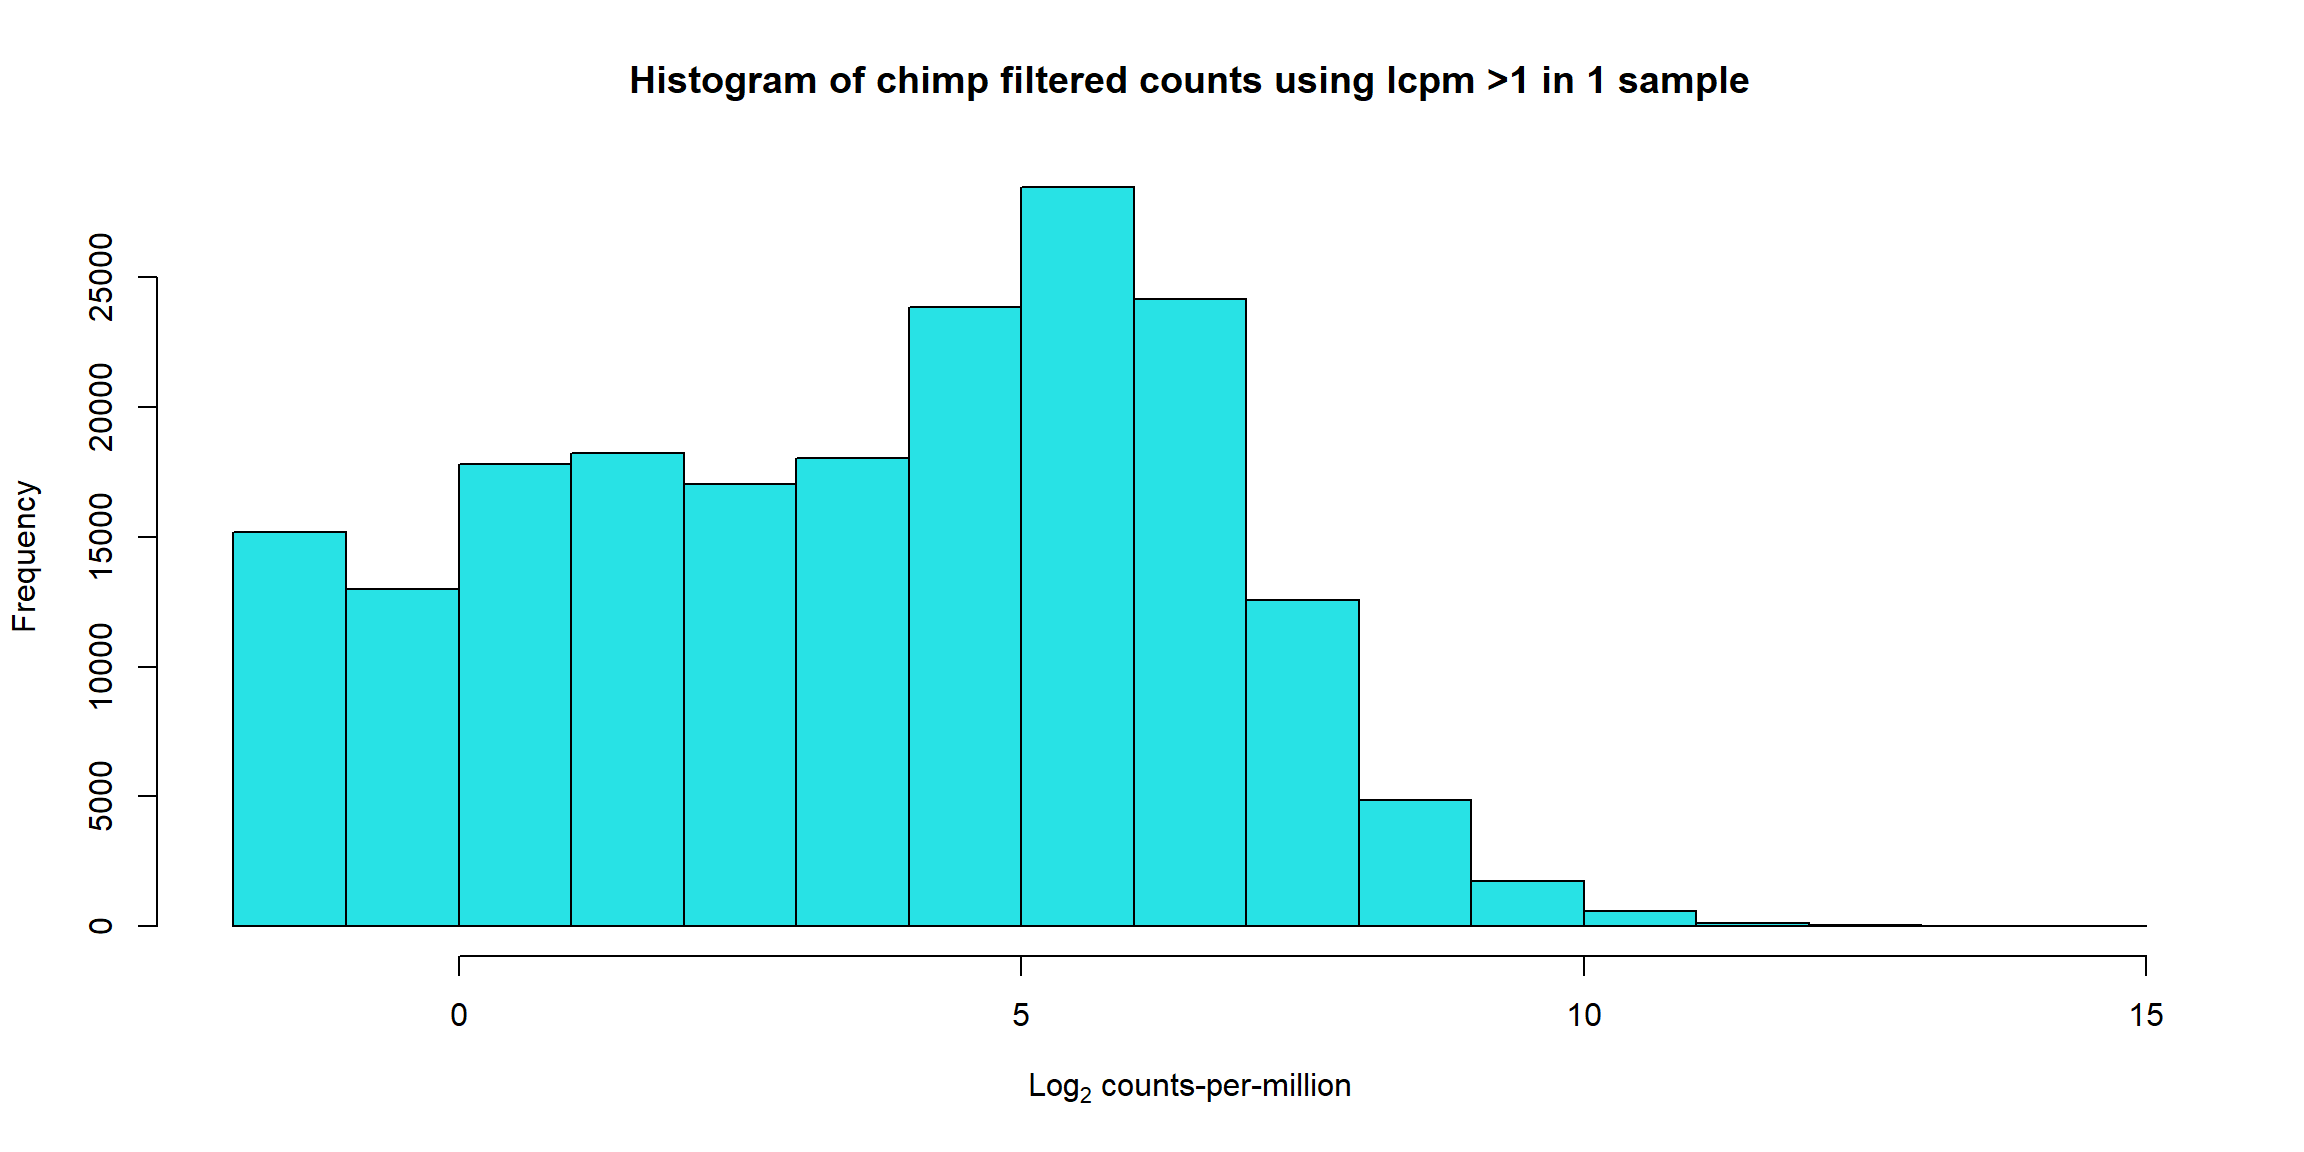 Histogram of chimp filtered counts using lcpm >1 in 1 sample
Frequency
25000
20000
15000
10000
5000
0
0 5 10 15
Log₂ counts-per-million